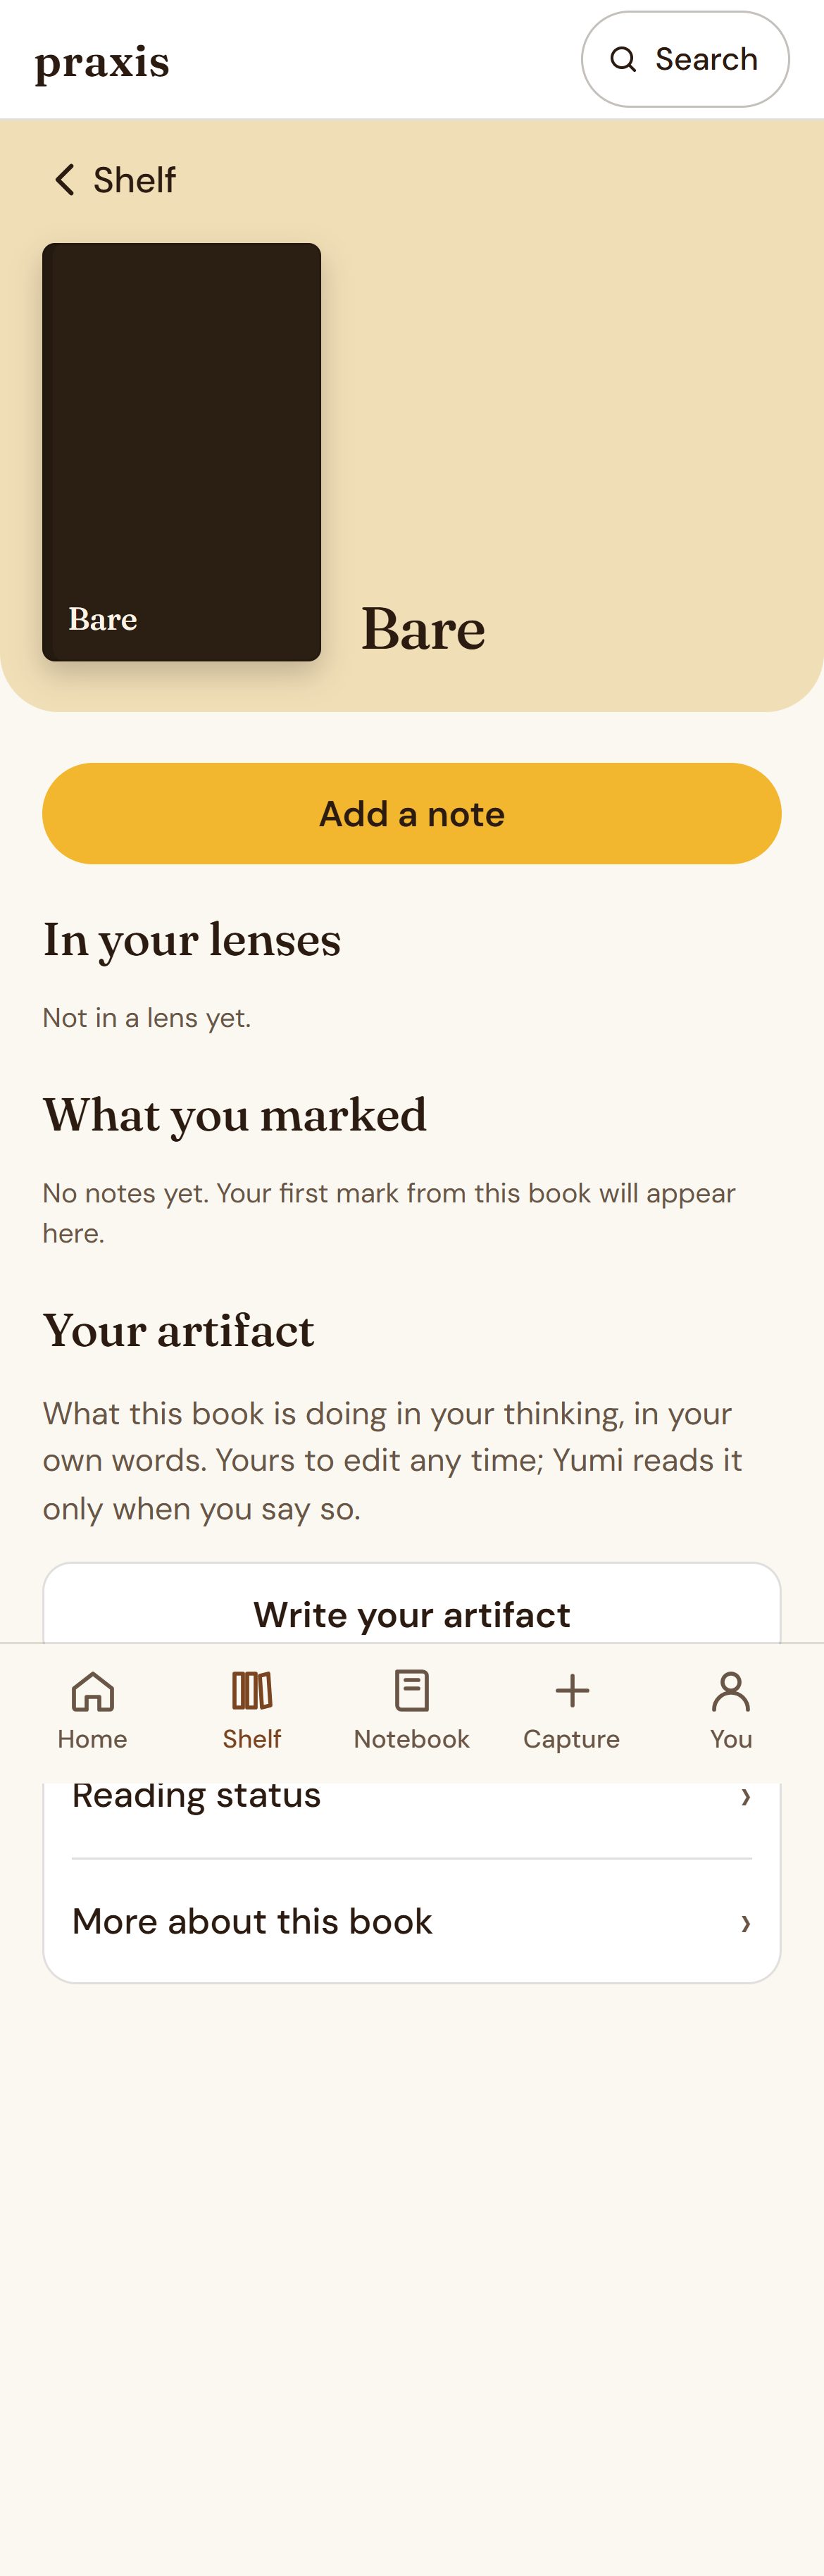 praxis
Search
Shelf
Bare
Bare
Add a note
In your lenses
Not in a lens yet.
What you marked
No notes yet. Your first mark from this book will appear
here.
Your artifact
What this book is doing in your thinking, in your
own words. Yours to edit any time; Yumi reads it
only when you say so.
Write your artifact
Home
Shelf
Notebook
Capture
You
Reading status
More about this book